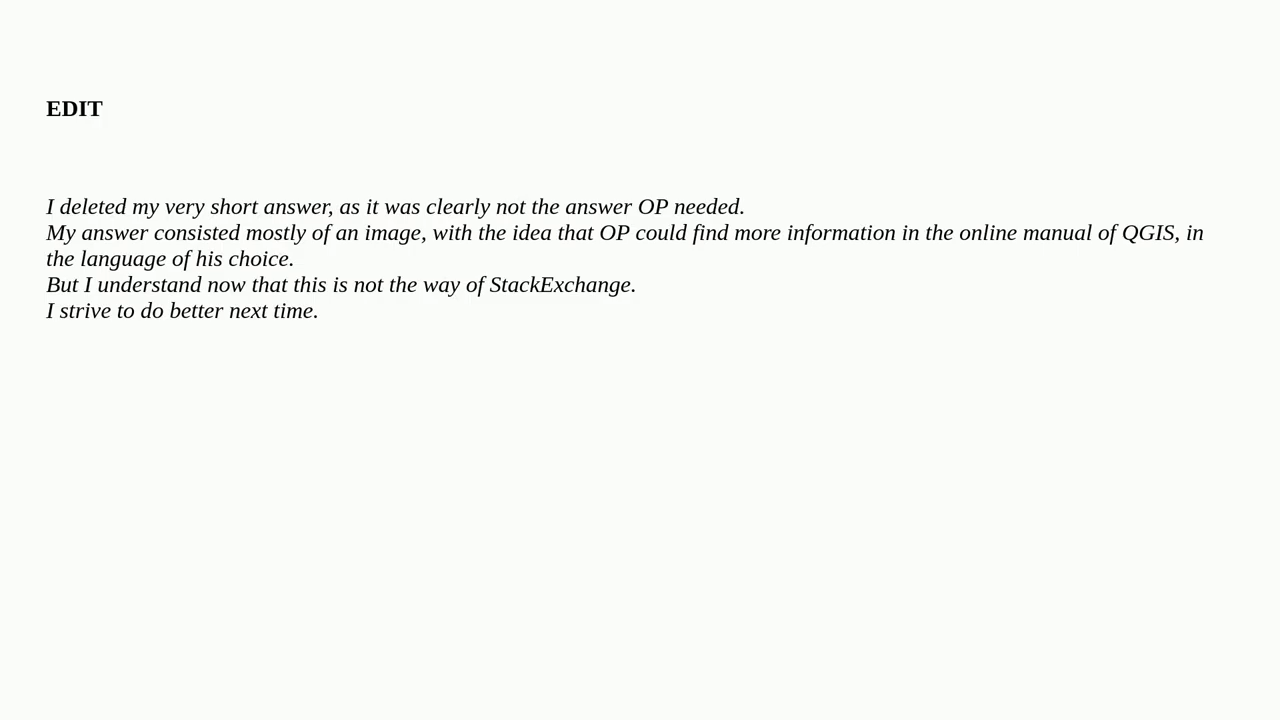 EDIT
I deleted my very short answer, as it was clearly not the answer OP needed.
My answer consisted mostly of an image, with the idea that OP could find more information in the online manual of QGIS, in
the language of his choice.
But I understand now that this is not the way of StackExchange.
I strive to do better next time.